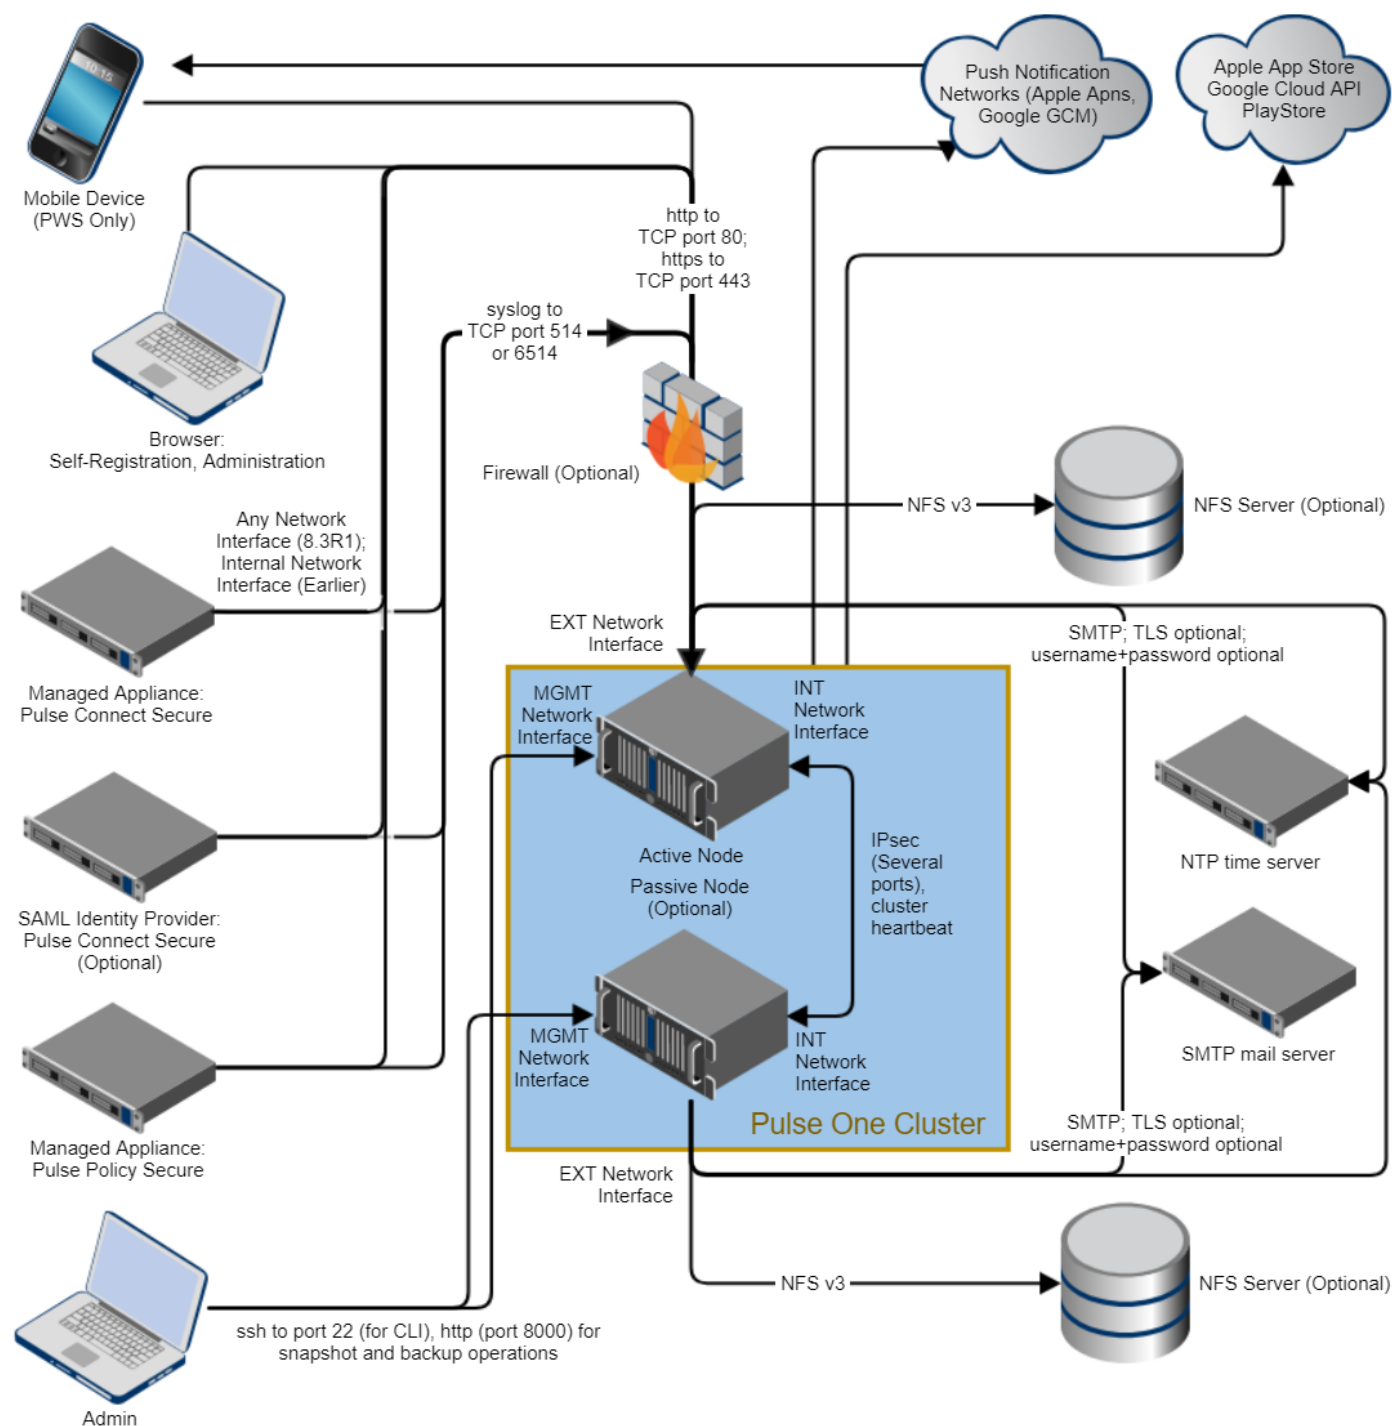 10:15
Push Notification
Networks (Apple Apns,
Google GCM)
Apple App Store
Google Cloud API
PlayStore
Mobile Device
(PWS Only)
http to
TCP port 80;
https to
TCP port 443
syslog to
TCP port 514
or 6514
Browser:
Self-Registration, Administration
Firewall (Optional)
NFS v3
NFS Server (Optional)
Any Network
Interface (8.3R1);
Internal Network
Interface (Earlier)
EXT Network
Interface
SMTP; TLS optional;
username+password optional
Managed Appliance:
Pulse Connect Secure
MGMT
Network
Interface
INT
Network
Interface
Active Node
Passive Node
(Optional)
IPsec
(Several
ports),
cluster
heartbeat
NTP time server
SAML Identity Provider:
Pulse Connect Secure
(Optional)
MGMT
Network
Interface
INT
Network
Interface
SMTP mail server
Pulse One Cluster
SMTP; TLS optional;
username+password optional
Managed Appliance:
Pulse Policy Secure
EXT Network
Interface
NFS v3
NFS Server (Optional)
ssh to port 22 (for CLI), http (port 8000) for
snapshot and backup operations
Admin